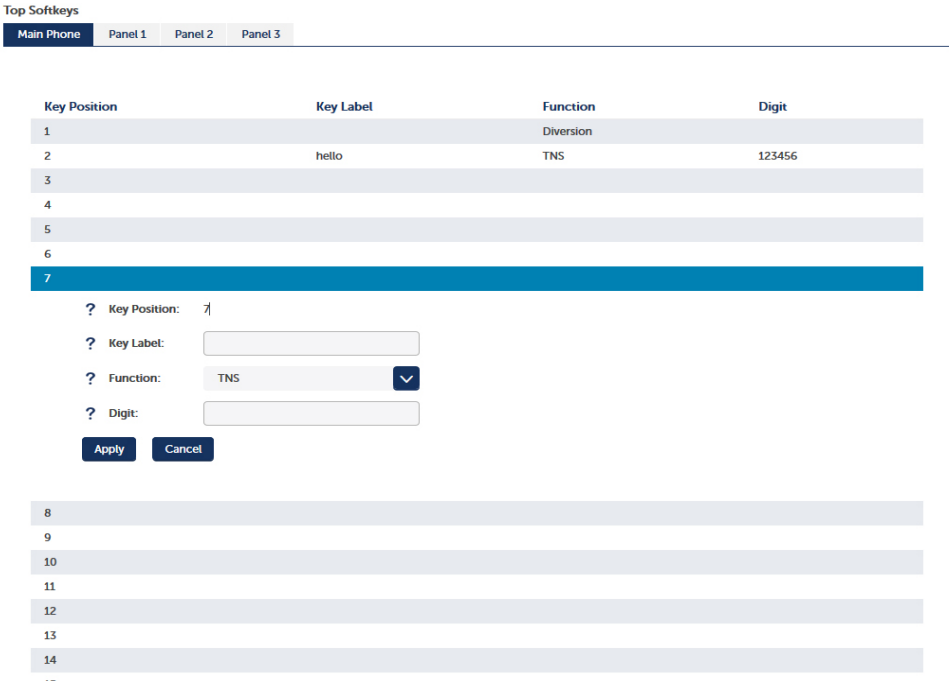 Top Softkeys
Main Phone Panel 1 Panel 2 Panel 3
Key Position Key Label Function Digit
1 Diversion
2 hello TNS 123456
3
4
5
6
7
? Key Position: 7
? Key Label:
? Function: TNS
? Digit:
Apply Cancel
8
9
10
11
12
13
14